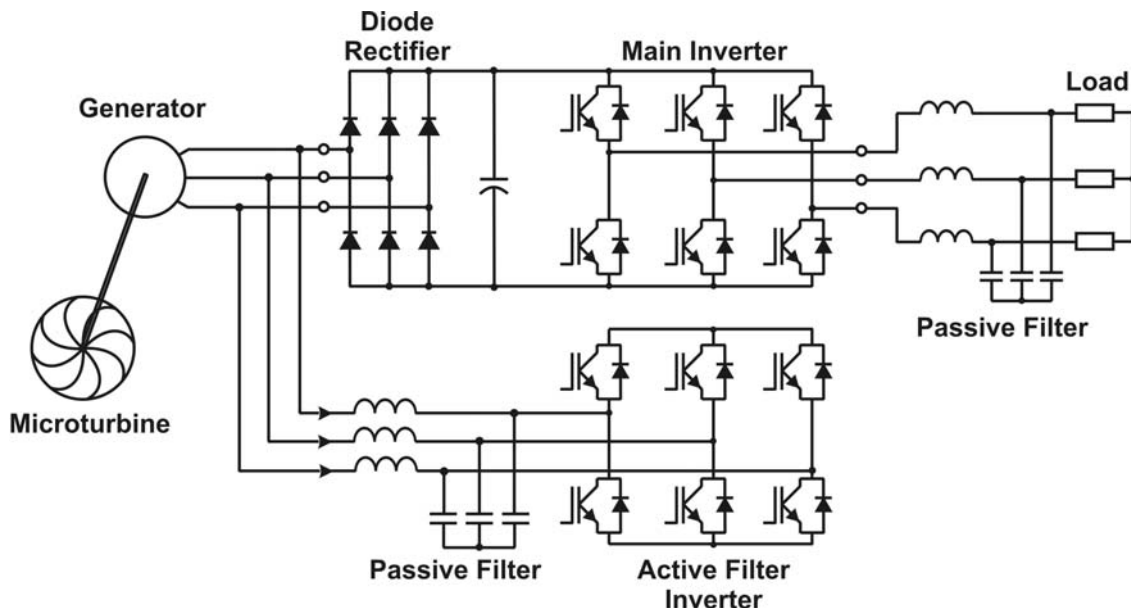 Diode
Rectifier
Main Inverter
Load
Generator
Passive Filter
Microturbine
Passive Filter
Active Filter
Inverter